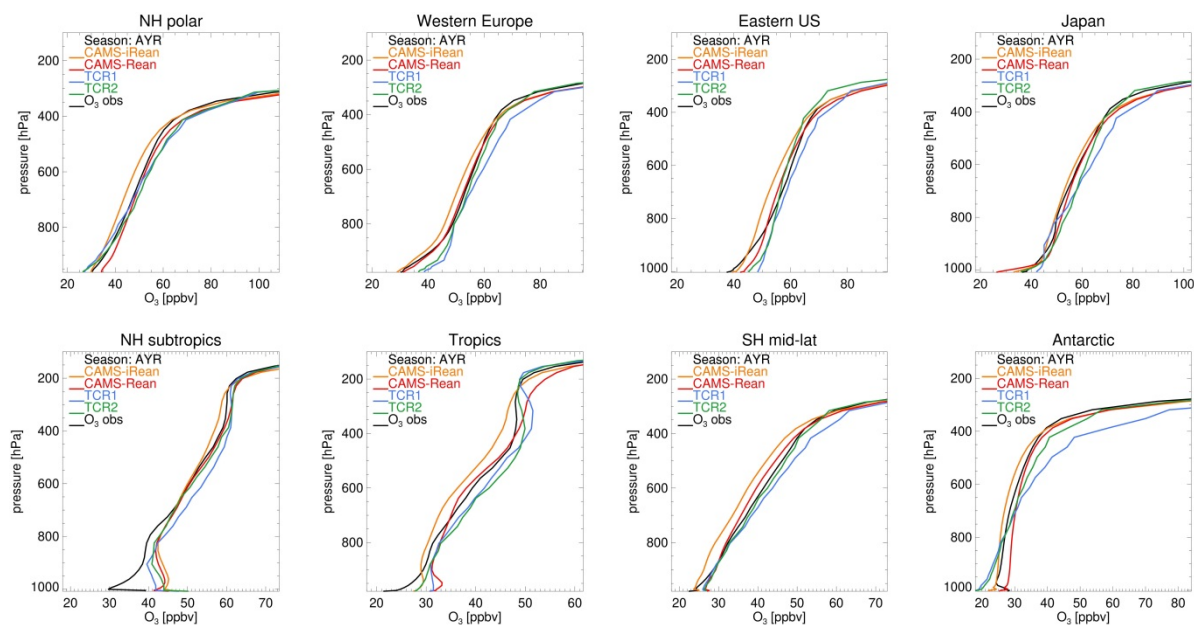 NH polar
Season: AYR
CAMS-iRean
CAMS-Rean
TCR1
TCR2
O₃ obs
200
400
600
800
pressure [hPa]
20 40 60 80 100
O₃ [ppbv]
Western Europe
Season: AYR
CAMS-iRean
CAMS-Rean
TCR1
TCR2
O₃ obs
200
400
600
800
pressure [hPa]
20 40 60 80
O₃ [ppbv]
Eastern US
Season: AYR
CAMS-iRean
CAMS-Rean
TCR1
TCR2
O₃ obs
200
400
600
800
1000
pressure [hPa]
20 40 60 80
O₃ [ppbv]
Japan
Season: AYR
CAMS-iRean
CAMS-Rean
TCR1
TCR2
O₃ obs
200
400
600
800
1000
pressure [hPa]
20 40 60 80 100
O₃ [ppbv]
NH subtropics
Season: AYR
CAMS-iRean
CAMS-Rean
TCR1
TCR2
O₃ obs
200
400
600
800
1000
pressure [hPa]
20 30 40 50 60 70
O₃ [ppbv]
Tropics
Season: AYR
CAMS-iRean
CAMS-Rean
TCR1
TCR2
O₃ obs
200
400
600
800
pressure [hPa]
20 30 40 50 60
O₃ [ppbv]
SH mid-lat
Season: AYR
CAMS-iRean
CAMS-Rean
TCR1
TCR2
O₃ obs
200
400
600
800
pressure [hPa]
20 30 40 50 60 70
O₃ [ppbv]
Antarctic
Season: AYR
CAMS-iRean
CAMS-Rean
TCR1
TCR2
O₃ obs
200
400
600
800
1000
pressure [hPa]
20 30 40 50 60 70 80
O₃ [ppbv]